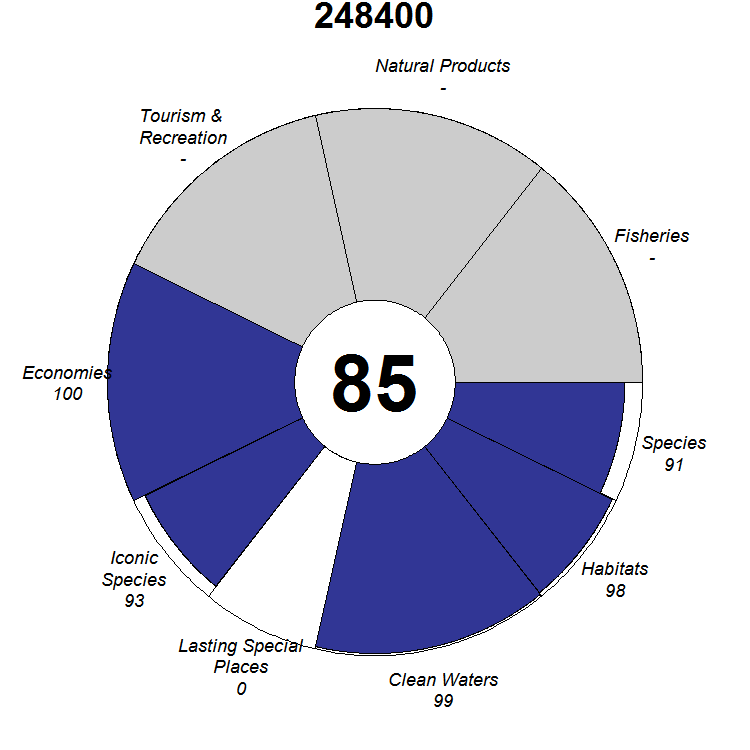 248400
Natural Products
-
Tourism &
Recreation
-
Fisheries
-
85
Economies
100
Species
91
Iconic
Species
93
Habitats
98
Lasting Special
Places
0
Clean Waters
99